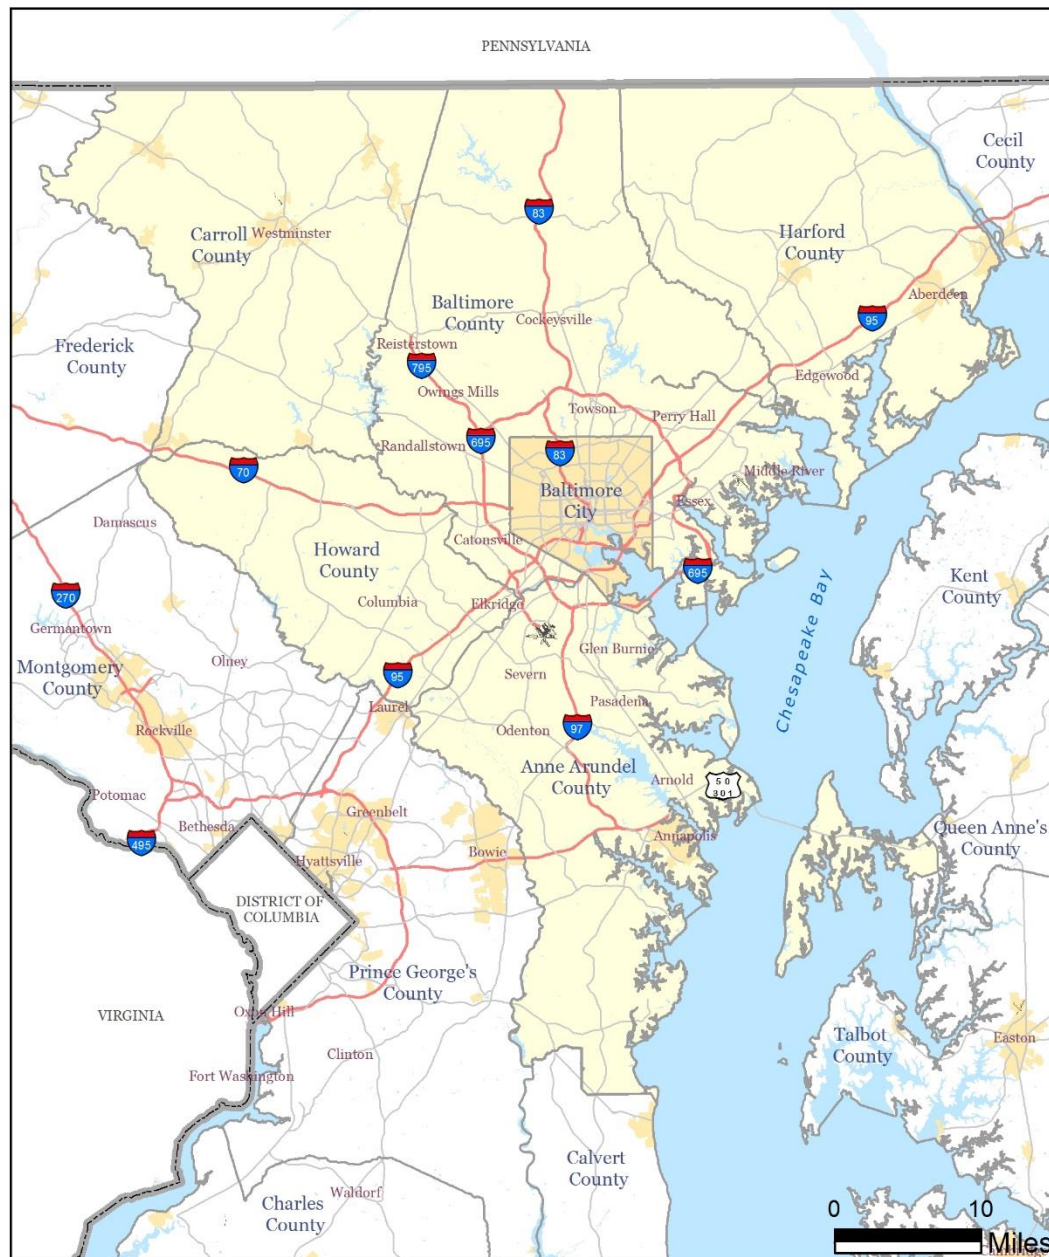 PENNSYLVANIA
Cecil
County
83
Harford
County
Carroll
County
Westminster
Aberdeen
Baltimore
County
Cockeysville
95
Frederick
County
Reisterstown
795
Edgewood
Owings Mills
Towson
Perry Hall
695
Randallstown
83
70
Middle River
Baltimore
City
Essex
Damascus
Catonsville
Howard
County
695
Kent
County
270
Columbia
Elkridge
Chesapeake Bay
Germantown
Glen Burnie
Olney
Montgomery
County
95
Severn
Laurel
Pasadena
Rockville
97
Odenton
Anne Arundel
County
Arnold
50
301
Potomac
Greenbelt
Bethesda
Annapolis
Queen Anne's
County
495
Hyattsville
Bowie
DISTRICT OF
COLUMBIA
Prince George's
County
VIRGINIA
Oxon Hill
Talbot
County
Easton
Clinton
Fort Washington
Calvert
County
Waldorf
Charles
County
0 10
Miles